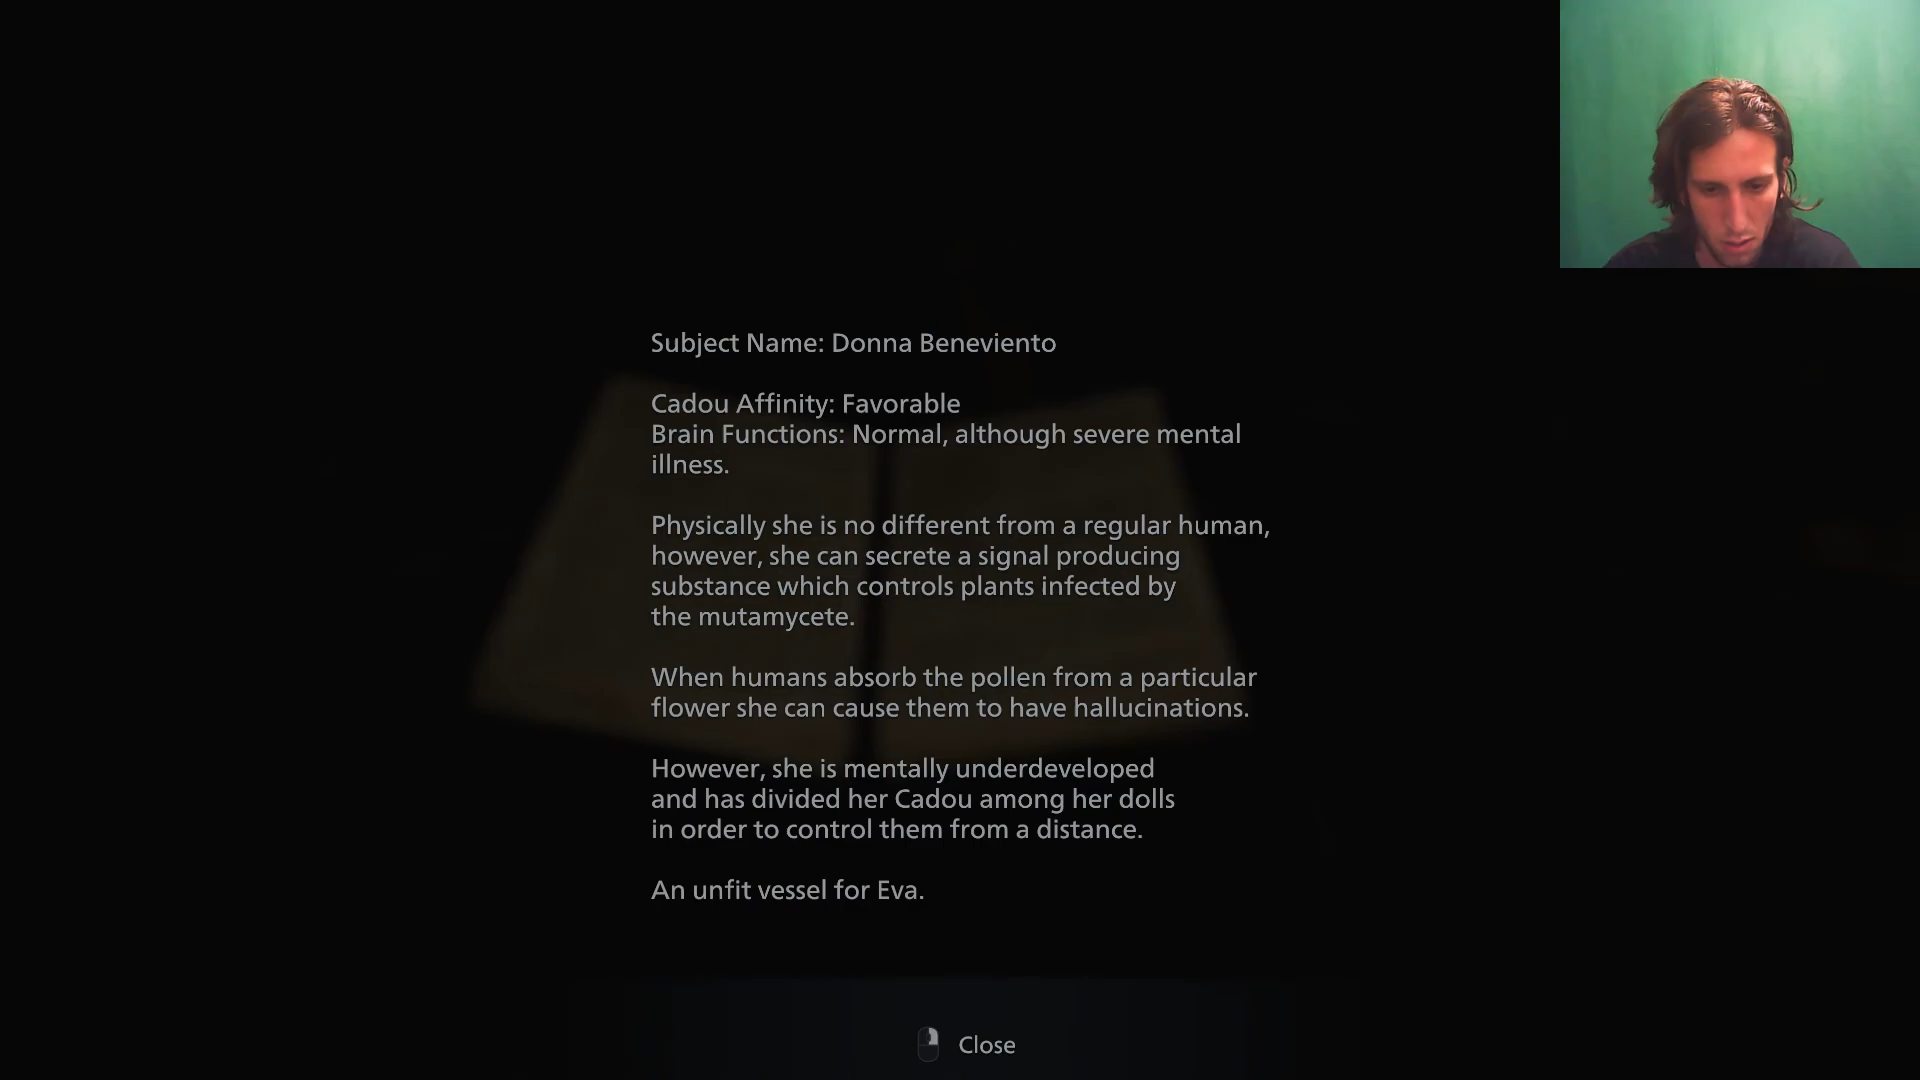 Subject Name: Donna Beneviento
Cadou Affinity: Favorable
Brain Functions: Normal, although severe mental
illness.
Physically she is no different from a regular human,
however, she can secrete a signal producing
substance which controls plants infected by
the mutamycete.
When humans absorb the pollen from a particular
flower she can cause them to have hallucinations.
However, she is mentally underdeveloped
and has divided her Cadou among her dolls
in order to control them from a distance.
An unfit vessel for Eva.
Close